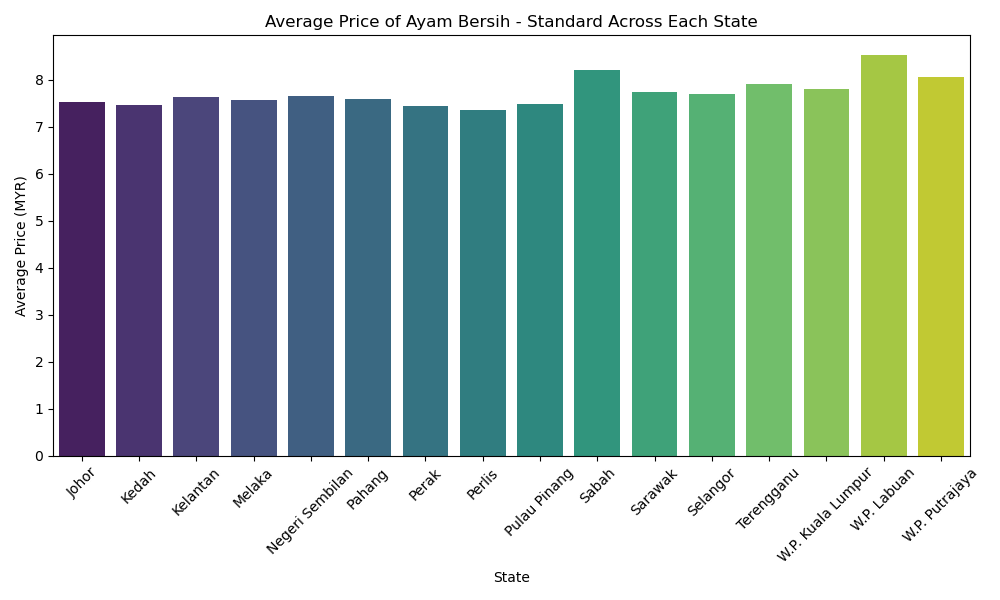 Average Price of Ayam Bersih - Standard Across Each State
Average Price (MYR)
8
7
6
5
4
3
2
1
0
Johor
Kedah
Kelantan
Melaka
Negeri Sembilan
Pahang
Perak
Perlis
Pulau Pinang
Sabah
Sarawak
Selangor
Terengganu
W.P. Kuala Lumpur
W.P. Labuan
W.P. Putrajaya
State